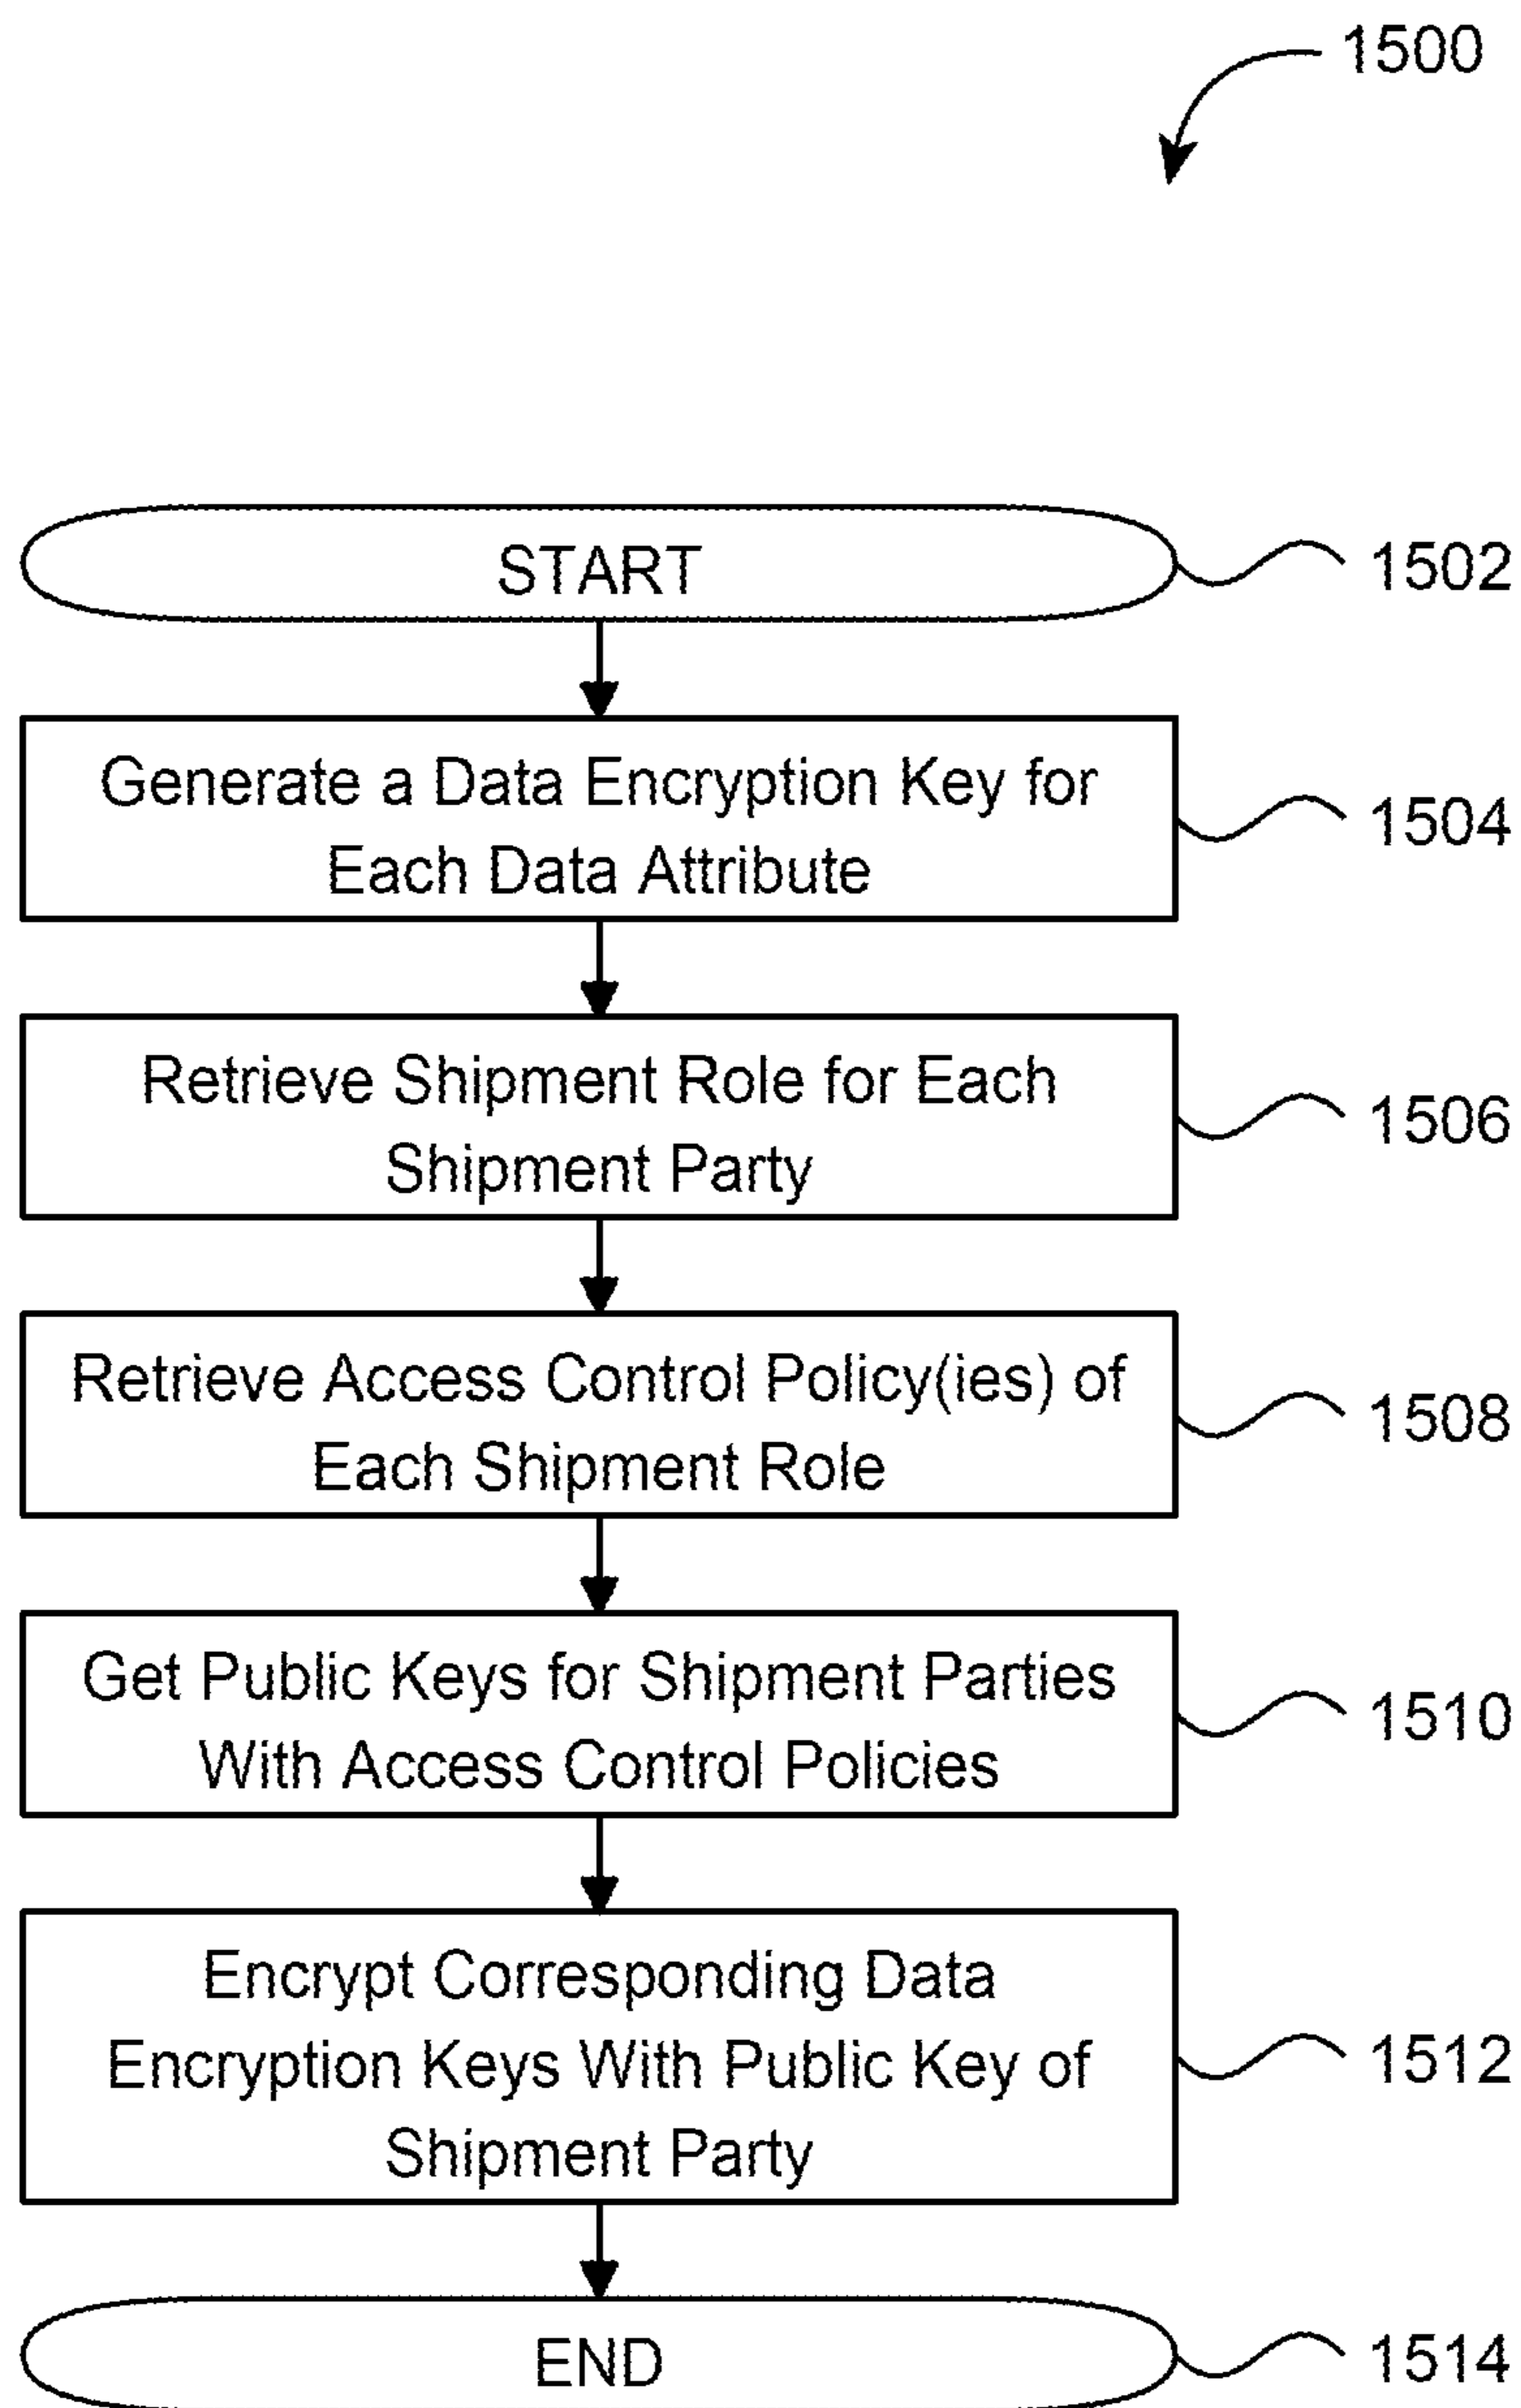 1500
START
1502
Generate a Data Encryption Key for
Each Data Attribute
1504
Retrieve Shipment Role for Each
Shipment Party
1506
Retrieve Access Control Policy(ies) of
Each Shipment Role
1508
Get Public Keys for Shipment Parties
With Access Control Policies
1510
Encrypt Corresponding Data
Encryption Keys With Public Key of
Shipment Party
1512
END
1514